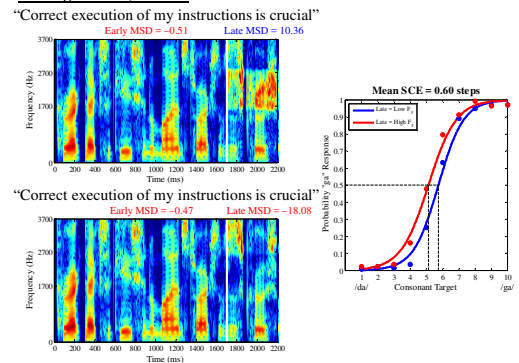 “Correct execution of my instructions is crucial”
Early MSD = −0.51 Late MSD = 10.36
3700
2700
1700
0
Frequency (Hz)
0 200 400 600 800 1000 1200 1400 1600 1800 2000 2200
Time (ms)
“Correct execution of my instructions is crucial”
Early MSD = −0.47 Late MSD = −18.08
3700
2700
1700
0
Frequency (Hz)
0 200 400 600 800 1000 1200 1400 1600 1800 2000 2200
Time (ms)
Mean SCE = 0.60 steps
Late = Low F3
Late = High F3
1
0.9
0.8
0.7
0.6
0.5
0.4
0.3
0.2
0.1
0
Probability "ga" Response
1 2 3 4 5 6 7 8 9 10
/da/ Consonant Target /ga/